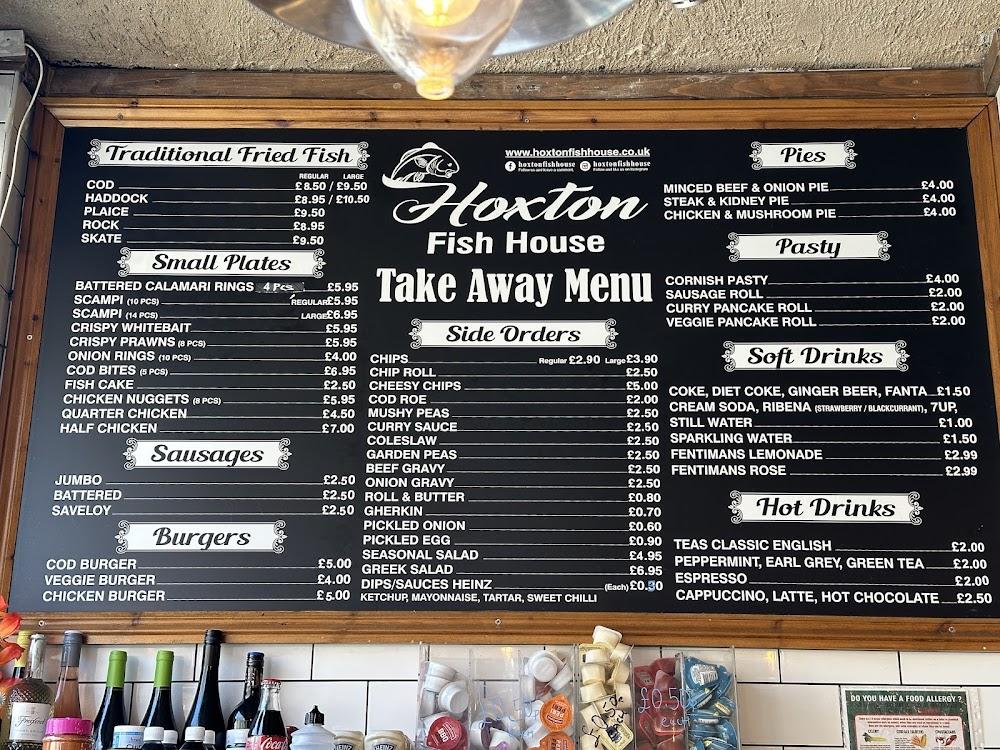 Traditional Fried Fish
REGULAR LARGE
COD £8.50 / £9.50
HADDOCK £8.95 / £10.50
PLAICE £9.50
ROCK £8.95
SKATE £9.50
Small Plates
BATTERED CALAMARI RINGS 4 Pcs £5.95
SCAMPI (10 PCS) REGULAR £5.95
SCAMPI (14 PCS) LARGE £6.95
CRISPY WHITEBAIT £5.95
CRISPY PRAWNS (8 PCS) £5.95
ONION RINGS (10 PCS) £4.00
COD BITES (5 PCS) £6.95
FISH CAKE £2.50
CHICKEN NUGGETS (8 PCS) £5.95
QUARTER CHICKEN £4.50
HALF CHICKEN £7.00
Sausages
JUMBO £2.50
BATTERED £2.50
SAVELOY £2.50
Burgers
COD BURGER £5.00
VEGGIE BURGER £4.00
CHICKEN BURGER £5.00
www.hoxtonfishhouse.co.uk
hoxtonfishhouse hoxtonfishhouse
Hoxton
Fish House
Take Away Menu
Side Orders
CHIPS Regular £2.90 Large £3.90
CHIP ROLL £2.50
CHEESY CHIPS £5.00
COD ROE £2.00
MUSHY PEAS £2.50
CURRY SAUCE £2.50
COLESLAW £2.50
GARDEN PEAS £2.50
BEEF GRAVY £2.50
ONION GRAVY £2.50
ROLL & BUTTER £0.80
GHERKIN £0.70
PICKLED ONION £0.60
PICKLED EGG £0.90
SEASONAL SALAD £4.95
GREEK SALAD £6.95
DIPS/SAUCES HEINZ (Each) £0.30
KETCHUP, MAYONNAISE, TARTAR, SWEET CHILLI
Pies
MINCED BEEF & ONION PIE £4.00
STEAK & KIDNEY PIE £4.00
CHICKEN & MUSHROOM PIE £4.00
Pasty
CORNISH PASTY £4.00
SAUSAGE ROLL £2.00
CURRY PANCAKE ROLL £2.00
VEGGIE PANCAKE ROLL £2.00
Soft Drinks
COKE, DIET COKE, GINGER BEER, FANTA £1.50
CREAM SODA, RIBENA (STRAWBERRY / BLACKCURRANT), 7UP,
STILL WATER £1.00
SPARKLING WATER £1.50
FENTIMANS LEMONADE £2.99
FENTIMANS ROSE £2.99
Hot Drinks
TEAS CLASSIC ENGLISH £2.00
PEPPERMINT, EARL GREY, GREEN TEA £2.00
ESPRESSO £2.00
CAPPUCCINO, LATTE, HOT CHOCOLATE £2.50
Coca-Cola
HEINZ
HEINZ
BBQ
£0.50
each
DO YOU HAVE A FOOD ALLERGY?